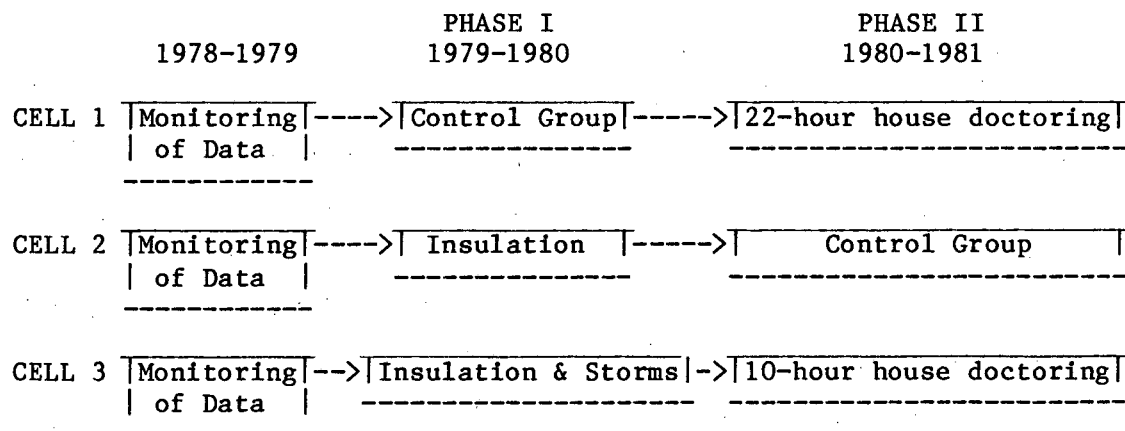 PHASE I PHASE II
1978-1979 1979-1980 1980-1981
CELL 1 Monitoring ----> Control Group -----> 22-hour house doctoring
of Data
CELL 2 Monitoring ----> Insulation -----> Control Group
of Data
CELL 3 Monitoring --> Insulation & Storms -> 10-hour house doctoring
of Data